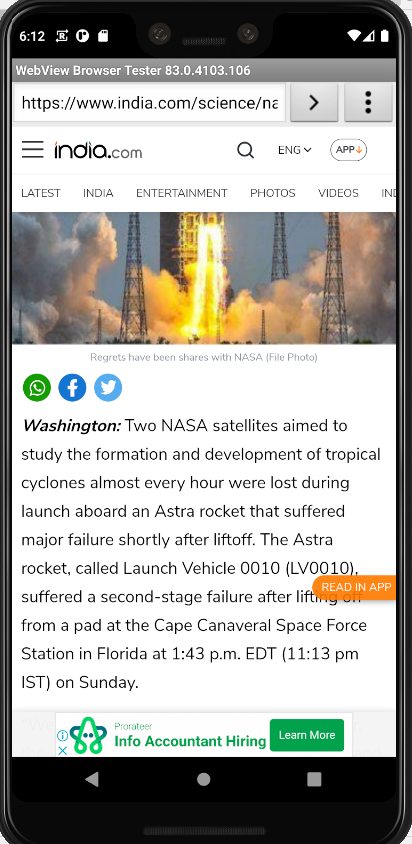 6:12
WebView Browser Tester 83.0.4103.106
https://www.india.com/science/na
india.com
ENG
APP
LATEST INDIA ENTERTAINMENT PHOTOS VIDEOS IND
Regrets have been shares with NASA (File Photo)
Washington: Two NASA satellites aimed to
study the formation and development of tropical
cyclones almost every hour were lost during
launch aboard an Astra rocket that suffered
major failure shortly after liftoff. The Astra
rocket, called Launch Vehicle 0010 (LV0010),
READ IN APP
suffered a second-stage failure after lifting off
from a pad at the Cape Canaveral Space Force
Station in Florida at 1:43 p.m. EDT (11:13 pm
IST) on Sunday.
Prorateer
Info Accountant Hiring
Learn More